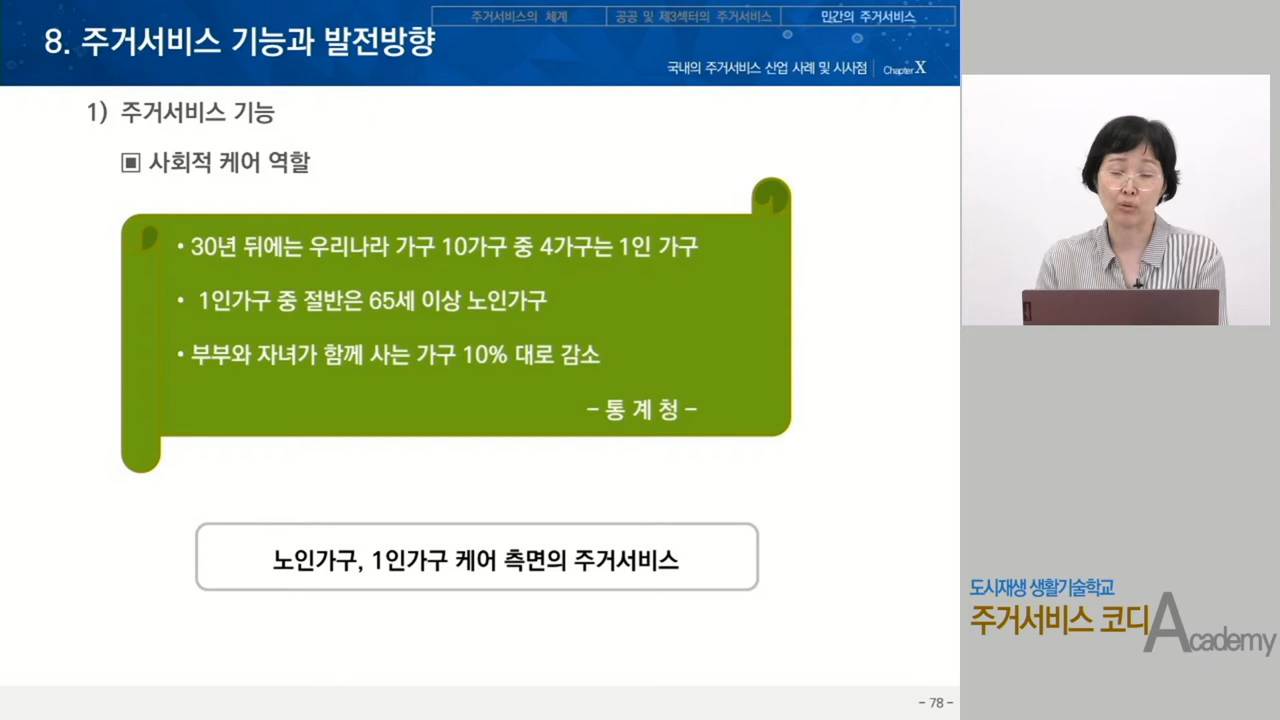 주거서비스의 체계
공공 및 제3섹터의 주거서비스
민간의 주거서비스
8. 주거서비스 기능과 발전방향
국내의 주거서비스 산업 사례 및 시사점
Chapter X
1) 주거서비스 기능
▣ 사회적 케어 역할
• 30년 뒤에는 우리나라 가구 10가구 중 4가구는 1인 가구
• 1인가구 중 절반은 65세 이상 노인가구
• 부부와 자녀가 함께 사는 가구 10% 대로 감소
– 통 계 청 –
노인가구, 1인가구 케어 측면의 주거서비스
도시재생 생활기술학교
주거서비스 코디 Academy
– 78 –